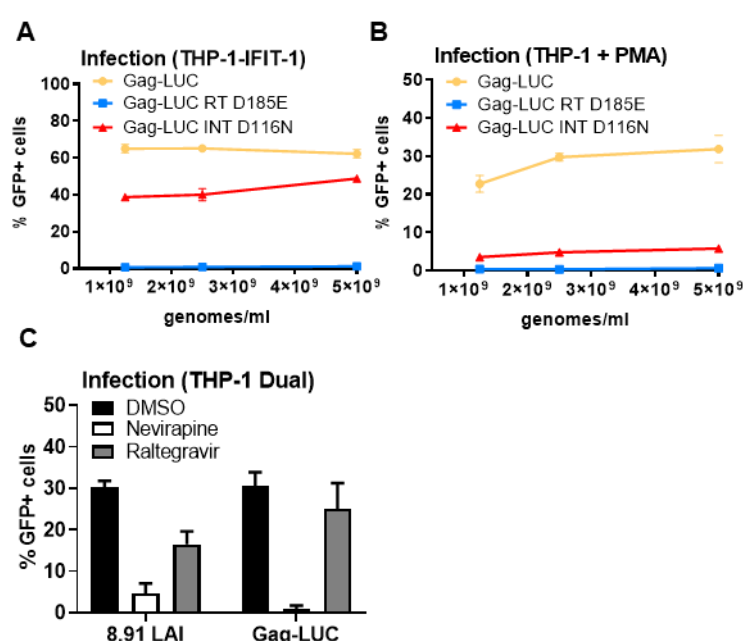 A
Infection (THP-1-IFIT-1)
Gag-LUC
Gag-LUC RT D185E
Gag-LUC INT D116N
% GFP+ cells
100
80
60
40
20
0
1×10⁹ 2×10⁹ 3×10⁹ 4×10⁹ 5×10⁹
genomes/ml
B
Infection (THP-1 + PMA)
Gag-LUC
Gag-LUC RT D185E
Gag-LUC INT D116N
% GFP+ cells
50
40
30
20
10
0
1×10⁹ 2×10⁹ 3×10⁹ 4×10⁹ 5×10⁹
genomes/ml
C
Infection (THP-1 Dual)
DMSO
Nevirapine
Raltegravir
% GFP+ cells
50
40
30
20
10
0
8.91 LAI Gag-LUC